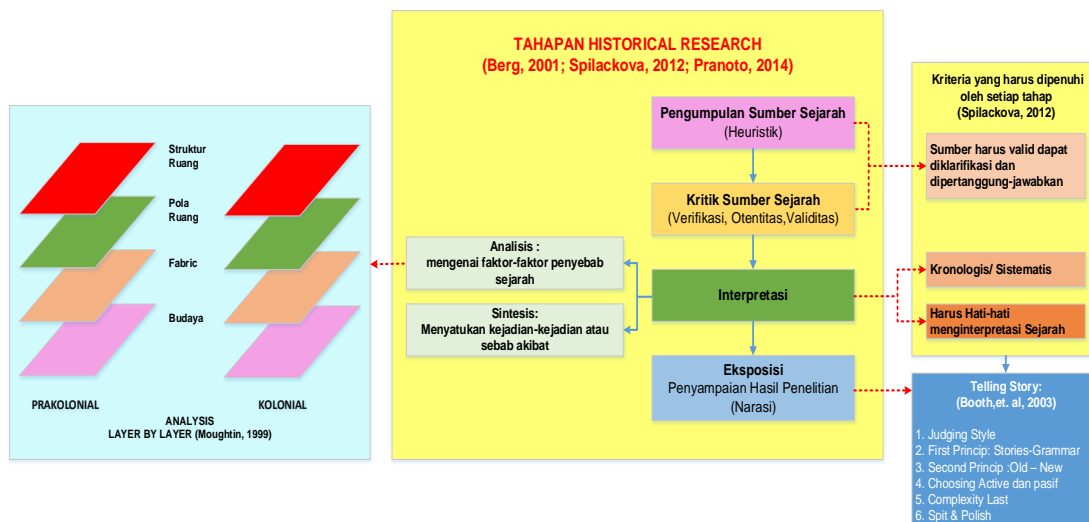 TAHAPAN HISTORICAL RESEARCH
(Berg, 2001; Spilackova, 2012; Pranoto, 2014)
Struktur
Ruang
Pola
Ruang
Fabric
Budaya
PRAKOLONIAL
KOLONIAL
ANALYSIS
LAYER BY LAYER (Moughtin, 1999)
Pengumpulan Sumber Sejarah
(Heuristik)
Kritik Sumber Sejarah
(Verifikasi, Otentitas,Validitas)
Analisis :
mengenai faktor-faktor penyebab
sejarah
Sintesis:
Menyatukan kejadian-kejadian atau
sebab akibat
Interpretasi
Eksposisi
Penyampaian Hasil Penelitian
(Narasi)
Kriteria yang harus dipenuhi
oleh setiap tahap
(Spilackova, 2012)
Sumber harus valid dapat
diklarifikasi dan
dipertanggung-jawabkan
Kronologis/ Sistematis
Harus Hati-hati
menginterpretasi Sejarah
Telling Story:
(Booth,et. al, 2003)
1. Judging Style
2. First Princip: Stories-Grammar
3. Second Princip :Old – New
4. Choosing Active dan pasif
5. Complexity Last
6. Spit & Polish